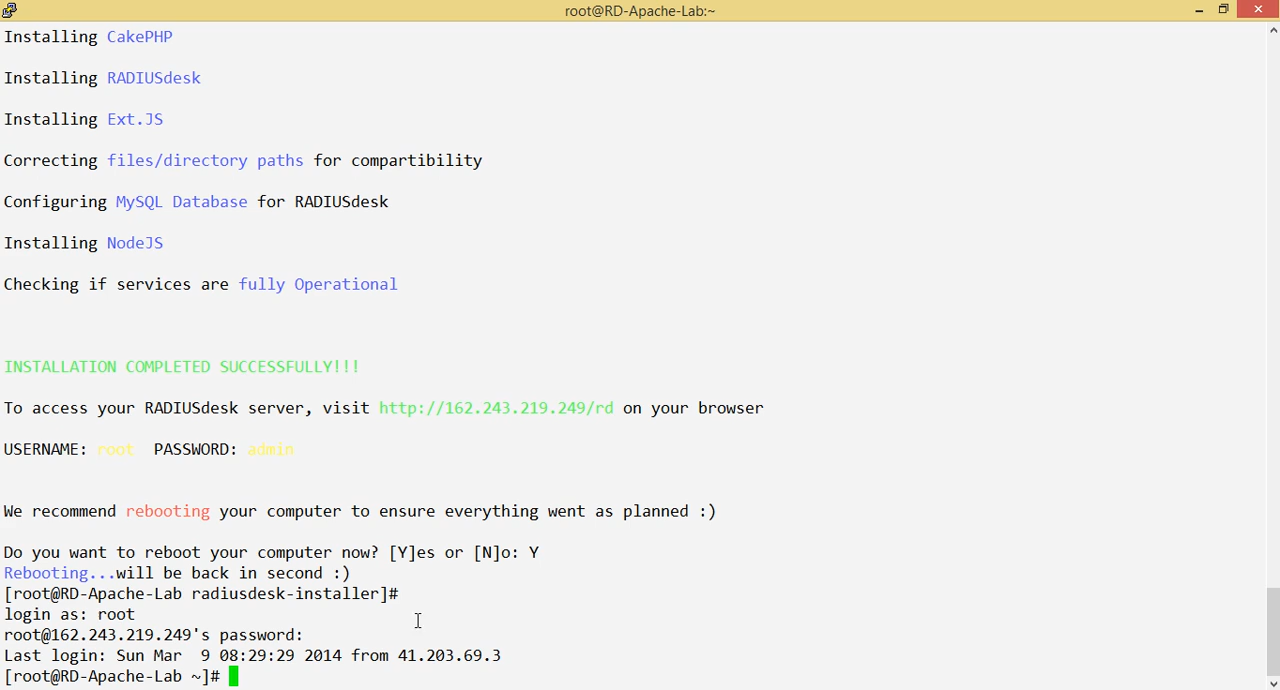 root@RD-Apache-Lab:~
Installing CakePHP
Installing RADIUSdesk
Installing Ext.JS
Correcting files/directory paths for compartibility
Configuring MySQL Database for RADIUSdesk
Installing NodeJS
Checking if services are fully Operational
INSTALLATION COMPLETED SUCCESSFULLY!!!
To access your RADIUSdesk server, visit http://162.243.219.249/rd on your browser
USERNAME: root  PASSWORD: admin
We recommend rebooting your computer to ensure everything went as planned :)
Do you want to reboot your computer now? [Y]es or [N]o: Y
Rebooting...will be back in second :)
[root@RD-Apache-Lab radiusdesk-installer]#
login as: root
root@162.243.219.249's password:
Last login: Sun Mar  9 08:29:29 2014 from 41.203.69.3
[root@RD-Apache-Lab ~]#